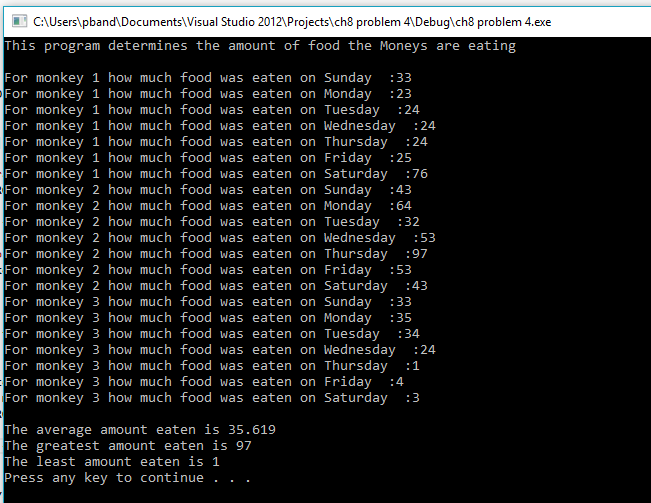 C:\Users\pband\Documents\Visual Studio 2012\Projects\ch8 problem 4\Debug\ch8 problem 4.exe
This program determines the amount of food the Moneys are eating
For monkey 1 how much food was eaten on Sunday  :33
For monkey 1 how much food was eaten on Monday  :23
For monkey 1 how much food was eaten on Tuesday  :24
For monkey 1 how much food was eaten on Wednesday  :24
For monkey 1 how much food was eaten on Thursday  :24
For monkey 1 how much food was eaten on Friday  :25
For monkey 1 how much food was eaten on Saturday  :76
For monkey 2 how much food was eaten on Sunday  :43
For monkey 2 how much food was eaten on Monday  :64
For monkey 2 how much food was eaten on Tuesday  :32
For monkey 2 how much food was eaten on Wednesday  :53
For monkey 2 how much food was eaten on Thursday  :97
For monkey 2 how much food was eaten on Friday  :53
For monkey 2 how much food was eaten on Saturday  :43
For monkey 3 how much food was eaten on Sunday  :33
For monkey 3 how much food was eaten on Monday  :35
For monkey 3 how much food was eaten on Tuesday  :34
For monkey 3 how much food was eaten on Wednesday  :24
For monkey 3 how much food was eaten on Thursday  :1
For monkey 3 how much food was eaten on Friday  :4
For monkey 3 how much food was eaten on Saturday  :3
The average amount eaten is 35.619
The greatest amount eaten is 97
The least amount eaten is 1
Press any key to continue . . .